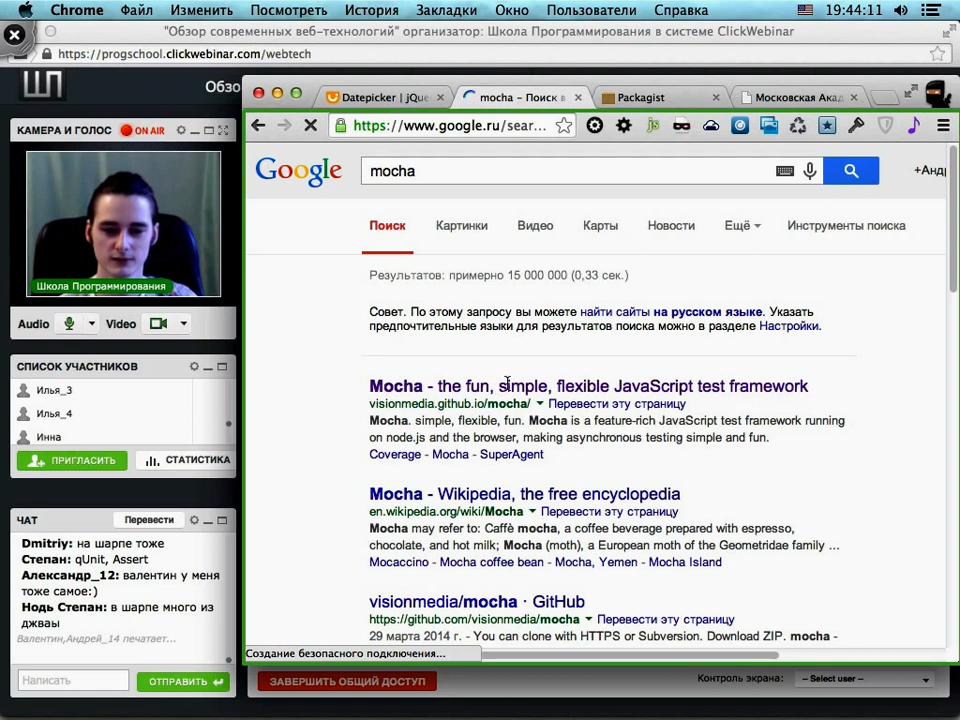 Chrome Файл Изменить Посмотреть История Закладки Окно Пользователи Справка 19:44:11
"Обзор современных веб-технологий" организатор: Школа Программирования в системе ClickWebinar
https://progschool.clickwebinar.com/webtech
ШП Обзо
Datepicker | jQue mocha – Поиск в Packagist Московская Акад
https://www.google.ru/sear...
js
КАМЕРА И ГОЛОС ON AIR
Школа Программирования
Audio Video
СПИСОК УЧАСТНИКОВ
Илья_3
Илья_4
Инна
ПРИГЛАСИТЬ СТАТИСТИКА
ЧАТ Перевести
Dmitriy: на шарпе тоже
Степан: qUnit, Assert
Александр_12: валентин у меня
тоже самое:)
Нодь Степан: в шарпе много из
джваы
Валентин,Андрей_14 печатает...
Написать ОТПРАВИТЬ
Google mocha +Андр
Поиск Картинки Видео Карты Новости Ещё Инструменты поиска
Результатов: примерно 15 000 000 (0,33 сек.)
Совет. По этому запросу вы можете найти сайты на русском языке. Указать
предпочтительные языки для результатов поиска можно в разделе Настройки.
Mocha - the fun, simple, flexible JavaScript test framework
visionmedia.github.io/mocha/ Перевести эту страницу
Mocha. simple, flexible, fun. Mocha is a feature-rich JavaScript test framework running
on node.js and the browser, making asynchronous testing simple and fun.
Coverage - Mocha - SuperAgent
Mocha - Wikipedia, the free encyclopedia
en.wikipedia.org/wiki/Mocha Перевести эту страницу
Mocha may refer to: Caffè mocha, a coffee beverage prepared with espresso,
chocolate, and hot milk; Mocha (moth), a European moth of the Geometridae family ...
Mocaccino - Mocha coffee bean - Mocha, Yemen - Mocha Island
visionmedia/mocha · GitHub
https://github.com/visionmedia/mocha Перевести эту страницу
29 марта 2014 г. - You can clone with HTTPS or Subversion. Download ZIP. mocha -
Создание безопасного подключения...
ЗАВЕРШИТЬ ОБЩИЙ ДОСТУП Контроль экрана: -- Select user --